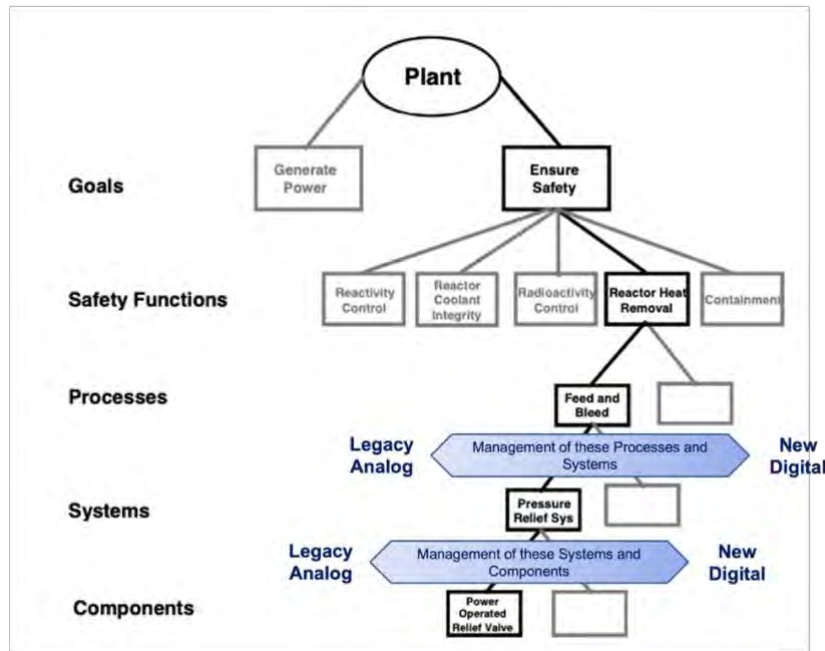 Plant
Goals
Generate
Power
Ensure
Safety
Safety Functions
Reactivity
Control
Reactor
Coolant
Integrity
Radioactivity
Control
Reactor Heat
Removal
Containment
Processes
Feed and
Bleed
Legacy
Analog
Management of these Processes and
Systems
New
Digital
Systems
Pressure
Relief Sys
Legacy
Analog
Management of these Systems and
Components
New
Digital
Components
Power
Operated
Relief Valve